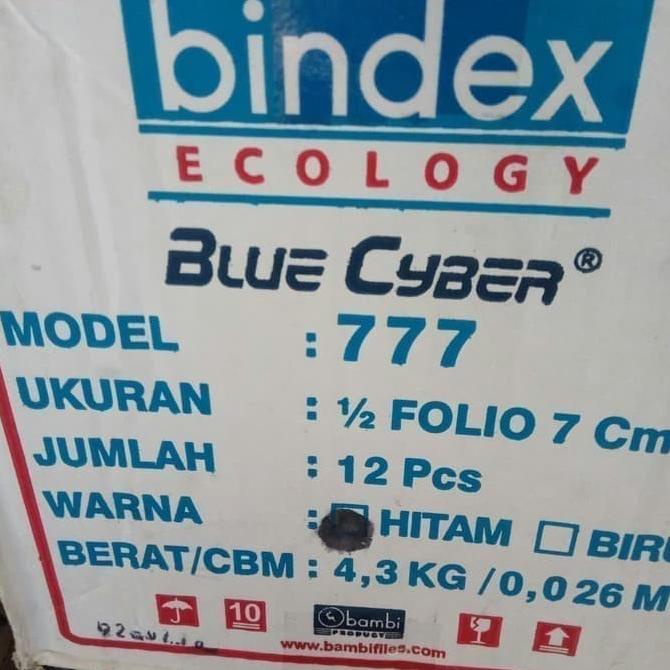 bindex
ECOLOGY
BLUE CYBER®
MODEL : 777
UKURAN : ½ FOLIO 7 Cm
JUMLAH : 12 Pcs
WARNA : HITAM BIRU
BERAT/CBM : 4,3 KG / 0,026 M
10
bambi
PRODUCT
www.bambifiles.com